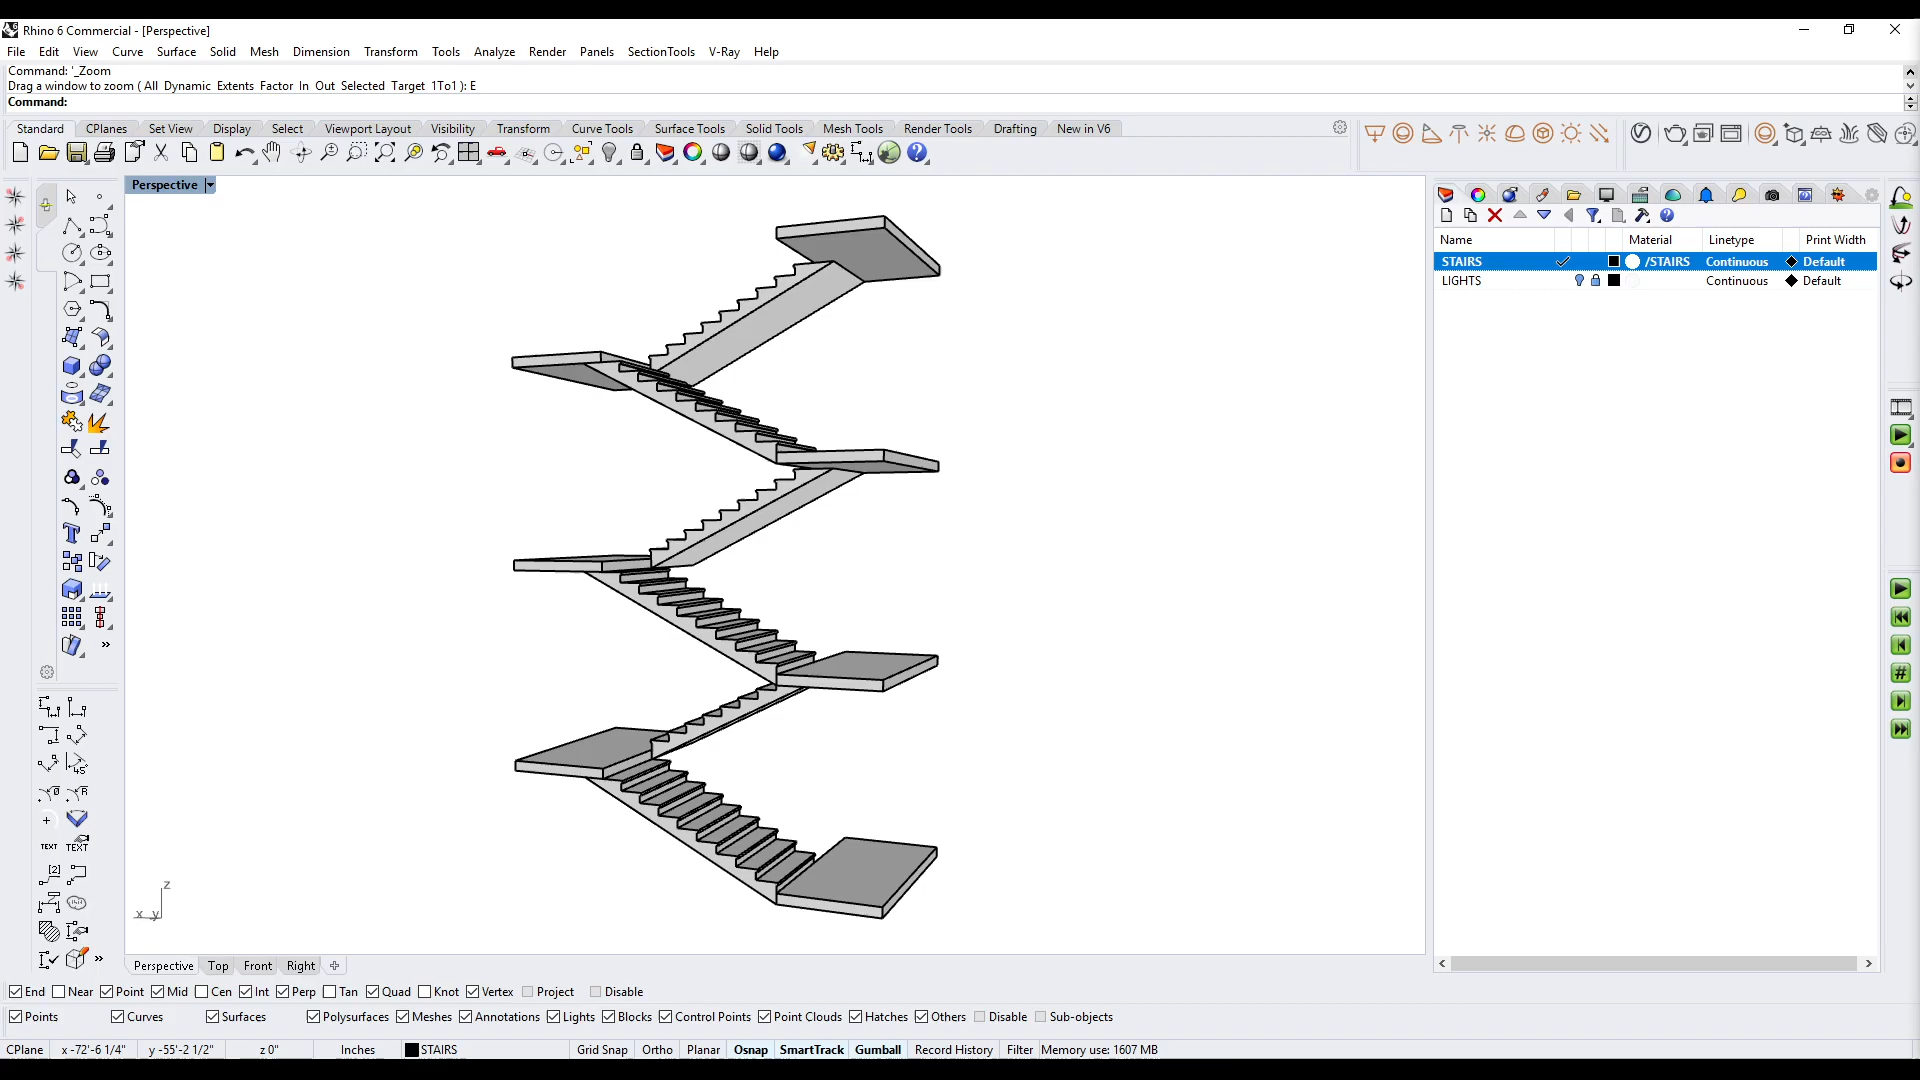 Rhino 6 Commercial - [Perspective]
File Edit View Curve Surface Solid Mesh Dimension Transform Tools Analyze Render Panels SectionTools V-Ray Help
Command: '_Zoom
Drag a window to zoom ( All Dynamic Extents Factor In Out Selected Target 1To1 ): E
Command:
Standard CPlanes Set View Display Select Viewport Layout Visibility Transform Curve Tools Surface Tools Solid Tools Mesh Tools Render Tools Drafting New in V6
Perspective
Name Material Linetype Print Width
STAIRS /STAIRS Continuous Default
LIGHTS Continuous Default
TEXT TEXT
z
x y
Perspective Top Front Right
End Near Point Mid Cen Int Perp Tan Quad Knot Vertex Project Disable
Points Curves Surfaces Polysurfaces Meshes Annotations Lights Blocks Control Points Point Clouds Hatches Others Disable Sub-objects
CPlane x -72'-6 1/4" y -55'-2 1/2" z 0" Inches STAIRS Grid Snap Ortho Planar Osnap SmartTrack Gumball Record History Filter Memory use: 1607 MB